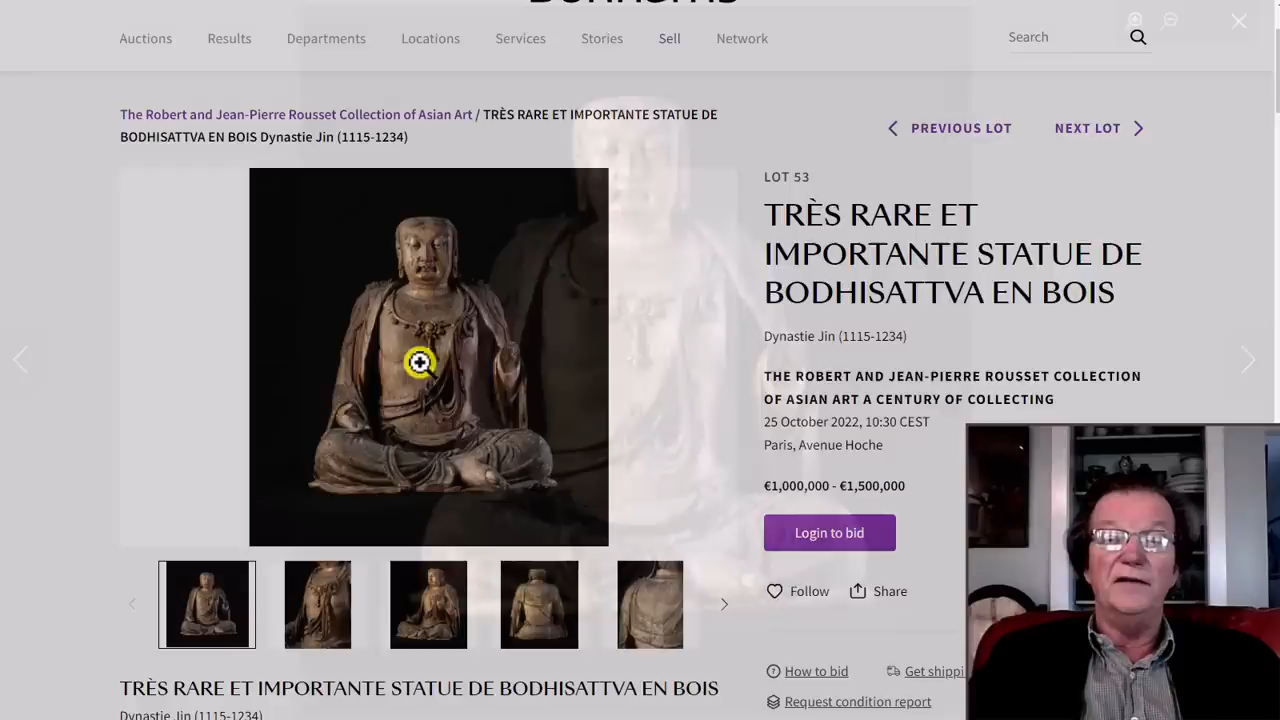 Bonhams
Auctions Results Departments Locations Services Stories Sell Network Search
The Robert and Jean-Pierre Rousset Collection of Asian Art / TRÈS RARE ET IMPORTANTE STATUE DE
BODHISATTVA EN BOIS Dynastie Jin (1115-1234)
PREVIOUS LOT NEXT LOT
LOT 53
TRÈS RARE ET
IMPORTANTE STATUE DE
BODHISATTVA EN BOIS
Dynastie Jin (1115-1234)
THE ROBERT AND JEAN-PIERRE ROUSSET COLLECTION
OF ASIAN ART A CENTURY OF COLLECTING
25 October 2022, 10:30 CEST
Paris, Avenue Hoche
€1,000,000 - €1,500,000
Login to bid
Follow Share
How to bid Get shippi
Request condition report
TRÈS RARE ET IMPORTANTE STATUE DE BODHISATTVA EN BOIS
Dynastie Jin (1115-1234)